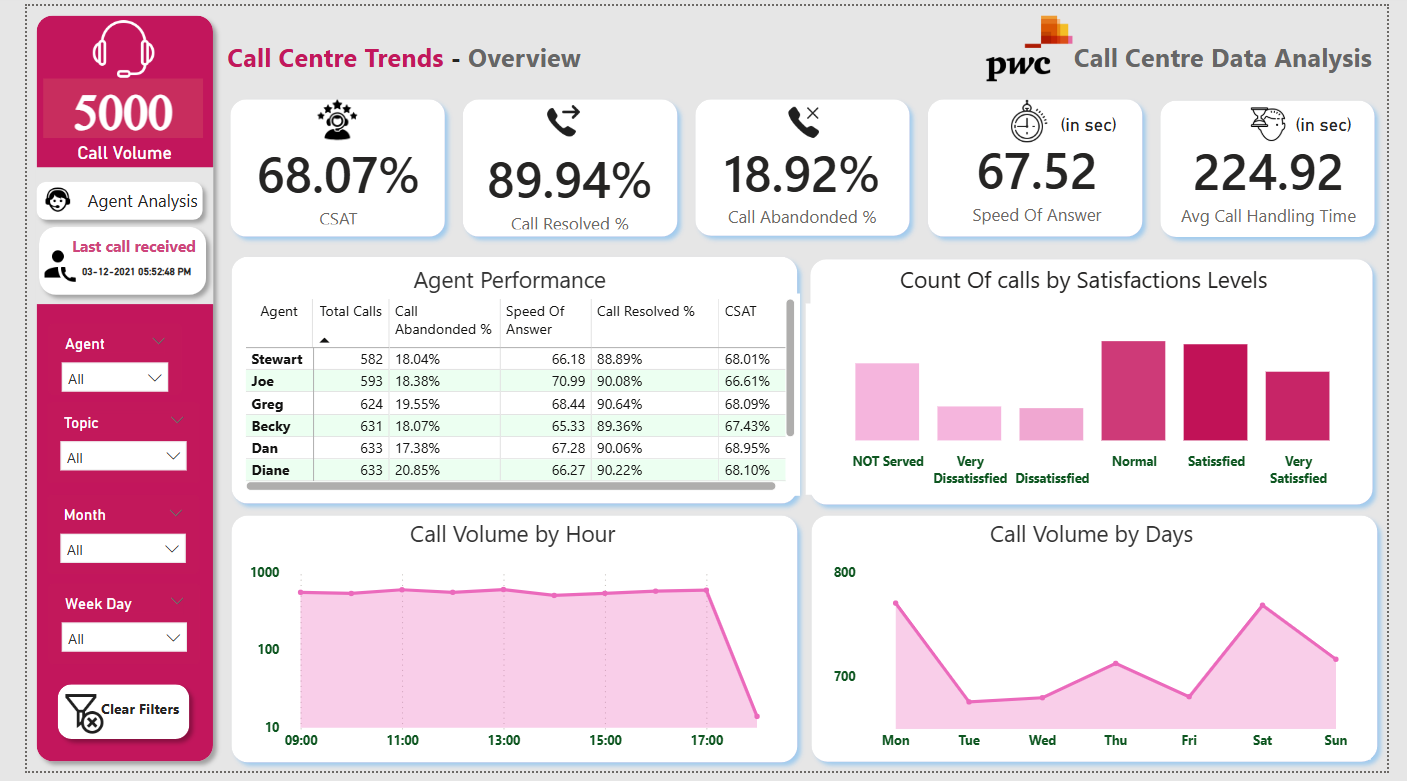 5000
Call Volume
Agent Analysis
Last call received
03-12-2021 05:52:48 PM
Agent
All
Topic
All
Month
All
Week Day
All
Clear Filters
Call Centre Trends - Overview
pwc Call Centre Data Analysis
68.07%
CSAT
89.94%
Call Resolved %
18.92%
Call Abandonded %
(in sec)
67.52
Speed Of Answer
(in sec)
224.92
Avg Call Handling Time
Agent Performance
Agent Total Calls Call Abandonded % Speed Of Answer Call Resolved % CSAT
Stewart 582 18.04% 66.18 88.89% 68.01%
Joe 593 18.38% 70.99 90.08% 66.61%
Greg 624 19.55% 68.44 90.64% 68.09%
Becky 631 18.07% 65.33 89.36% 67.43%
Dan 633 17.38% 67.28 90.06% 68.95%
Diane 633 20.85% 66.27 90.22% 68.10%
Count Of calls by Satisfactions Levels
NOT Served Very Dissatissfied Dissatissfied Normal Satissfied Very Satissfied
Call Volume by Hour
1000
100
10
09:00 11:00 13:00 15:00 17:00
Call Volume by Days
800
700
Mon Tue Wed Thu Fri Sat Sun